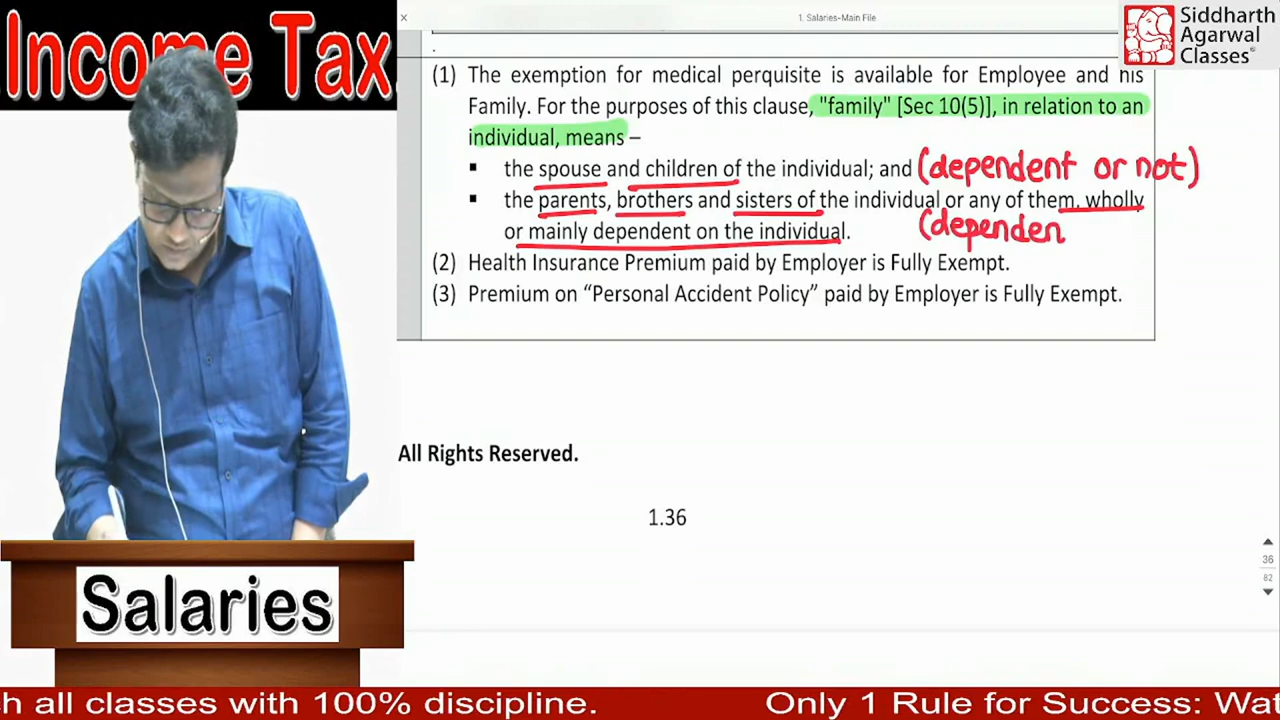 Income Tax
1. Salaries-Main File
Siddharth
Agarwal
Classes®
(1) The exemption for medical perquisite is available for Employee and his
Family. For the purposes of this clause, "family" [Sec 10(5)], in relation to an
individual, means –
▪ the spouse and children of the individual; and (dependent or not)
▪ the parents, brothers and sisters of the individual or any of them, wholly
or mainly dependent on the individual. (dependen
(2) Health Insurance Premium paid by Employer is Fully Exempt.
(3) Premium on “Personal Accident Policy” paid by Employer is Fully Exempt.
All Rights Reserved.
1.36
36
82
Salaries
h all classes with 100% discipline. Only 1 Rule for Success: Wat